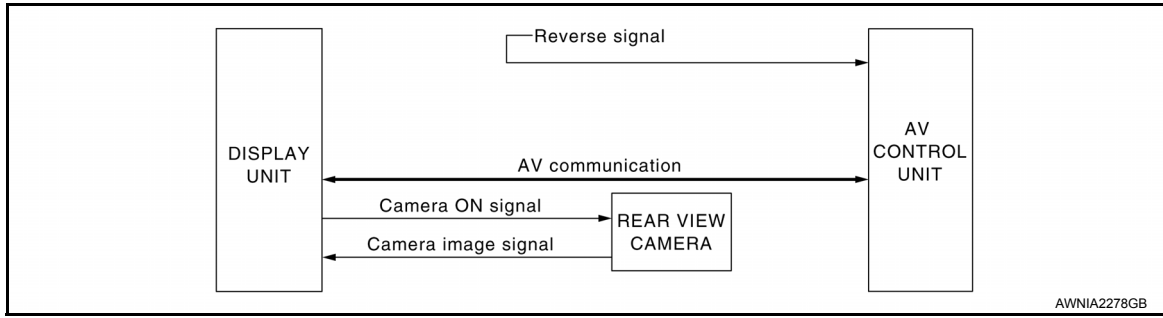 Reverse signal
DISPLAY
UNIT
AV
CONTROL
UNIT
AV communication
Camera ON signal
Camera image signal
REAR VIEW
CAMERA
AWNIA2278GB